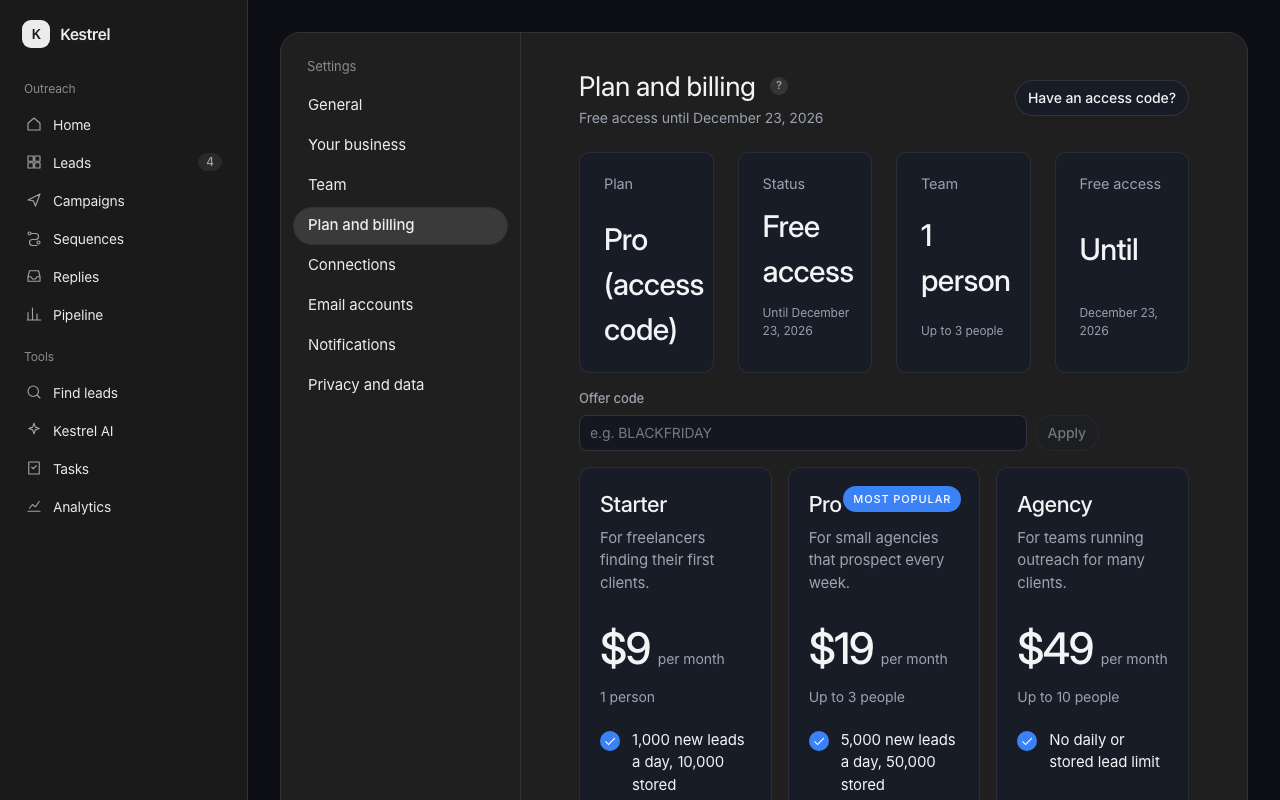 K Kestrel
Outreach
Home
Leads 4
Campaigns
Sequences
Replies
Pipeline
Tools
Find leads
Kestrel AI
Tasks
Analytics
Settings
General
Your business
Team
Plan and billing
Connections
Email accounts
Notifications
Privacy and data
Plan and billing ?
Free access until December 23, 2026
Have an access code?
Plan
Pro
(access
code)
Status
Free
access
Until December
23, 2026
Team
1
person
Up to 3 people
Free access
Until
December 23,
2026
Offer code
e.g. BLACKFRIDAY
Apply
Starter
For freelancers
finding their first
clients.
$9 per month
1 person
1,000 new leads
a day, 10,000
stored
Pro MOST POPULAR
For small agencies
that prospect every
week.
$19 per month
Up to 3 people
5,000 new leads
a day, 50,000
stored
Agency
For teams running
outreach for many
clients.
$49 per month
Up to 10 people
No daily or
stored lead limit